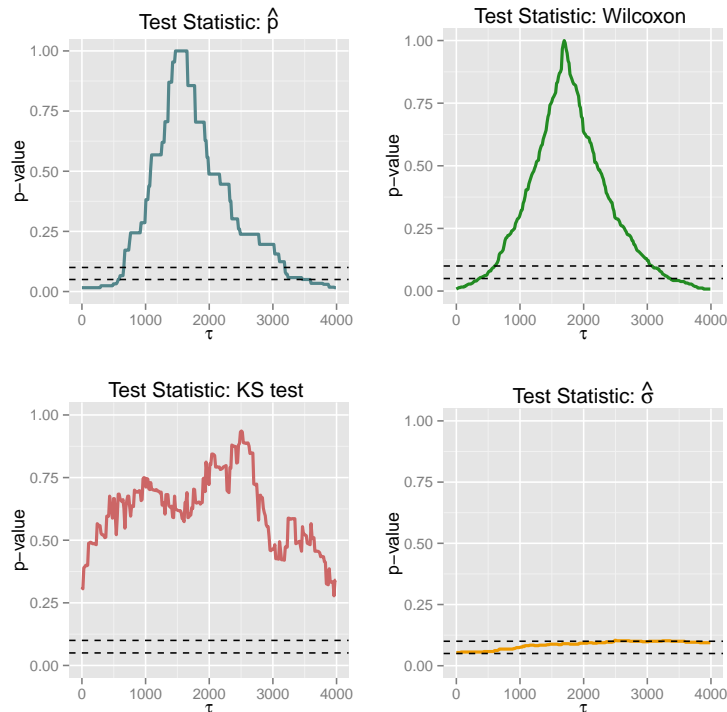 Test Statistic: p̂
1.00
0.75
0.50
0.25
0.00
p−value
0 1000 2000 3000 4000
τ
Test Statistic: Wilcoxon
1.00
0.75
0.50
0.25
0.00
p−value
0 1000 2000 3000 4000
τ
Test Statistic: KS test
1.00
0.75
0.50
0.25
0.00
p−value
0 1000 2000 3000 4000
τ
Test Statistic: σ̂
1.00
0.75
0.50
0.25
0.00
p−value
0 1000 2000 3000 4000
τ